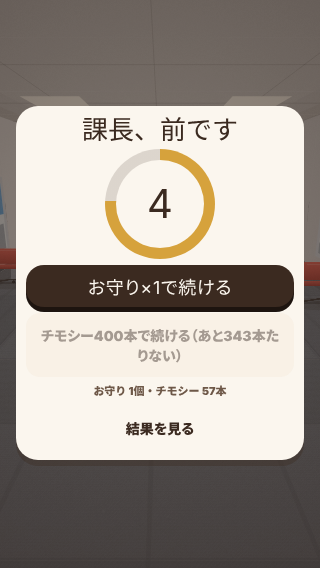 課長、前です
4
お守り×1で続ける
チモシー400本で続ける（あと343本た
りない）
お守り 1個・チモシー 57本
結果を見る